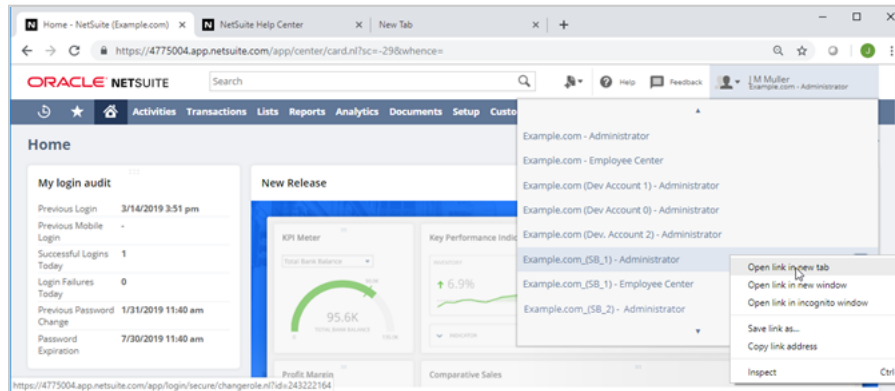 Home - NetSuite (Example.com) ×
N NetSuite Help Center ×
New Tab ×
https://4775004.app.netsuite.com/app/center/card.nl?sc=-29&whence=
J
ORACLE NETSUITE
Search
Help
Feedback
J M Muller
Example.com - Administrator
Activities Transactions Lists Reports Analytics Documents Setup Custo
Home
My login audit
Previous Login 3/14/2019 3:51 pm
Previous Mobile Login -
Successful Logins Today 1
Login Failures Today 0
Previous Password Change 1/31/2019 11:40 am
Password Expiration 7/30/2019 11:40 am
New Release
KPI Meter
Total Bank Balance
95.6K
TOTAL BANK BALANCE
Key Performance Indic
INVENTORY
6.9%
INDICATOR
Profit Margin
Comparative Sales
Example.com - Administrator
Example.com - Employee Center
Example.com (Dev Account 1) - Administrator
Example.com (Dev Account 0) - Administrator
Example.com (Dev. Account 2) - Administrator
Example.com_(SB_1) - Administrator
Example.com_(SB_1) - Employee Center
Example.com_(SB_2) - Administrator
Open link in new tab
Open link in new window
Open link in incognito window
Save link as...
Copy link address
Inspect Ctr
https://4775004.app.netsuite.com/app/login/secure/changerole.nl?id=243222164